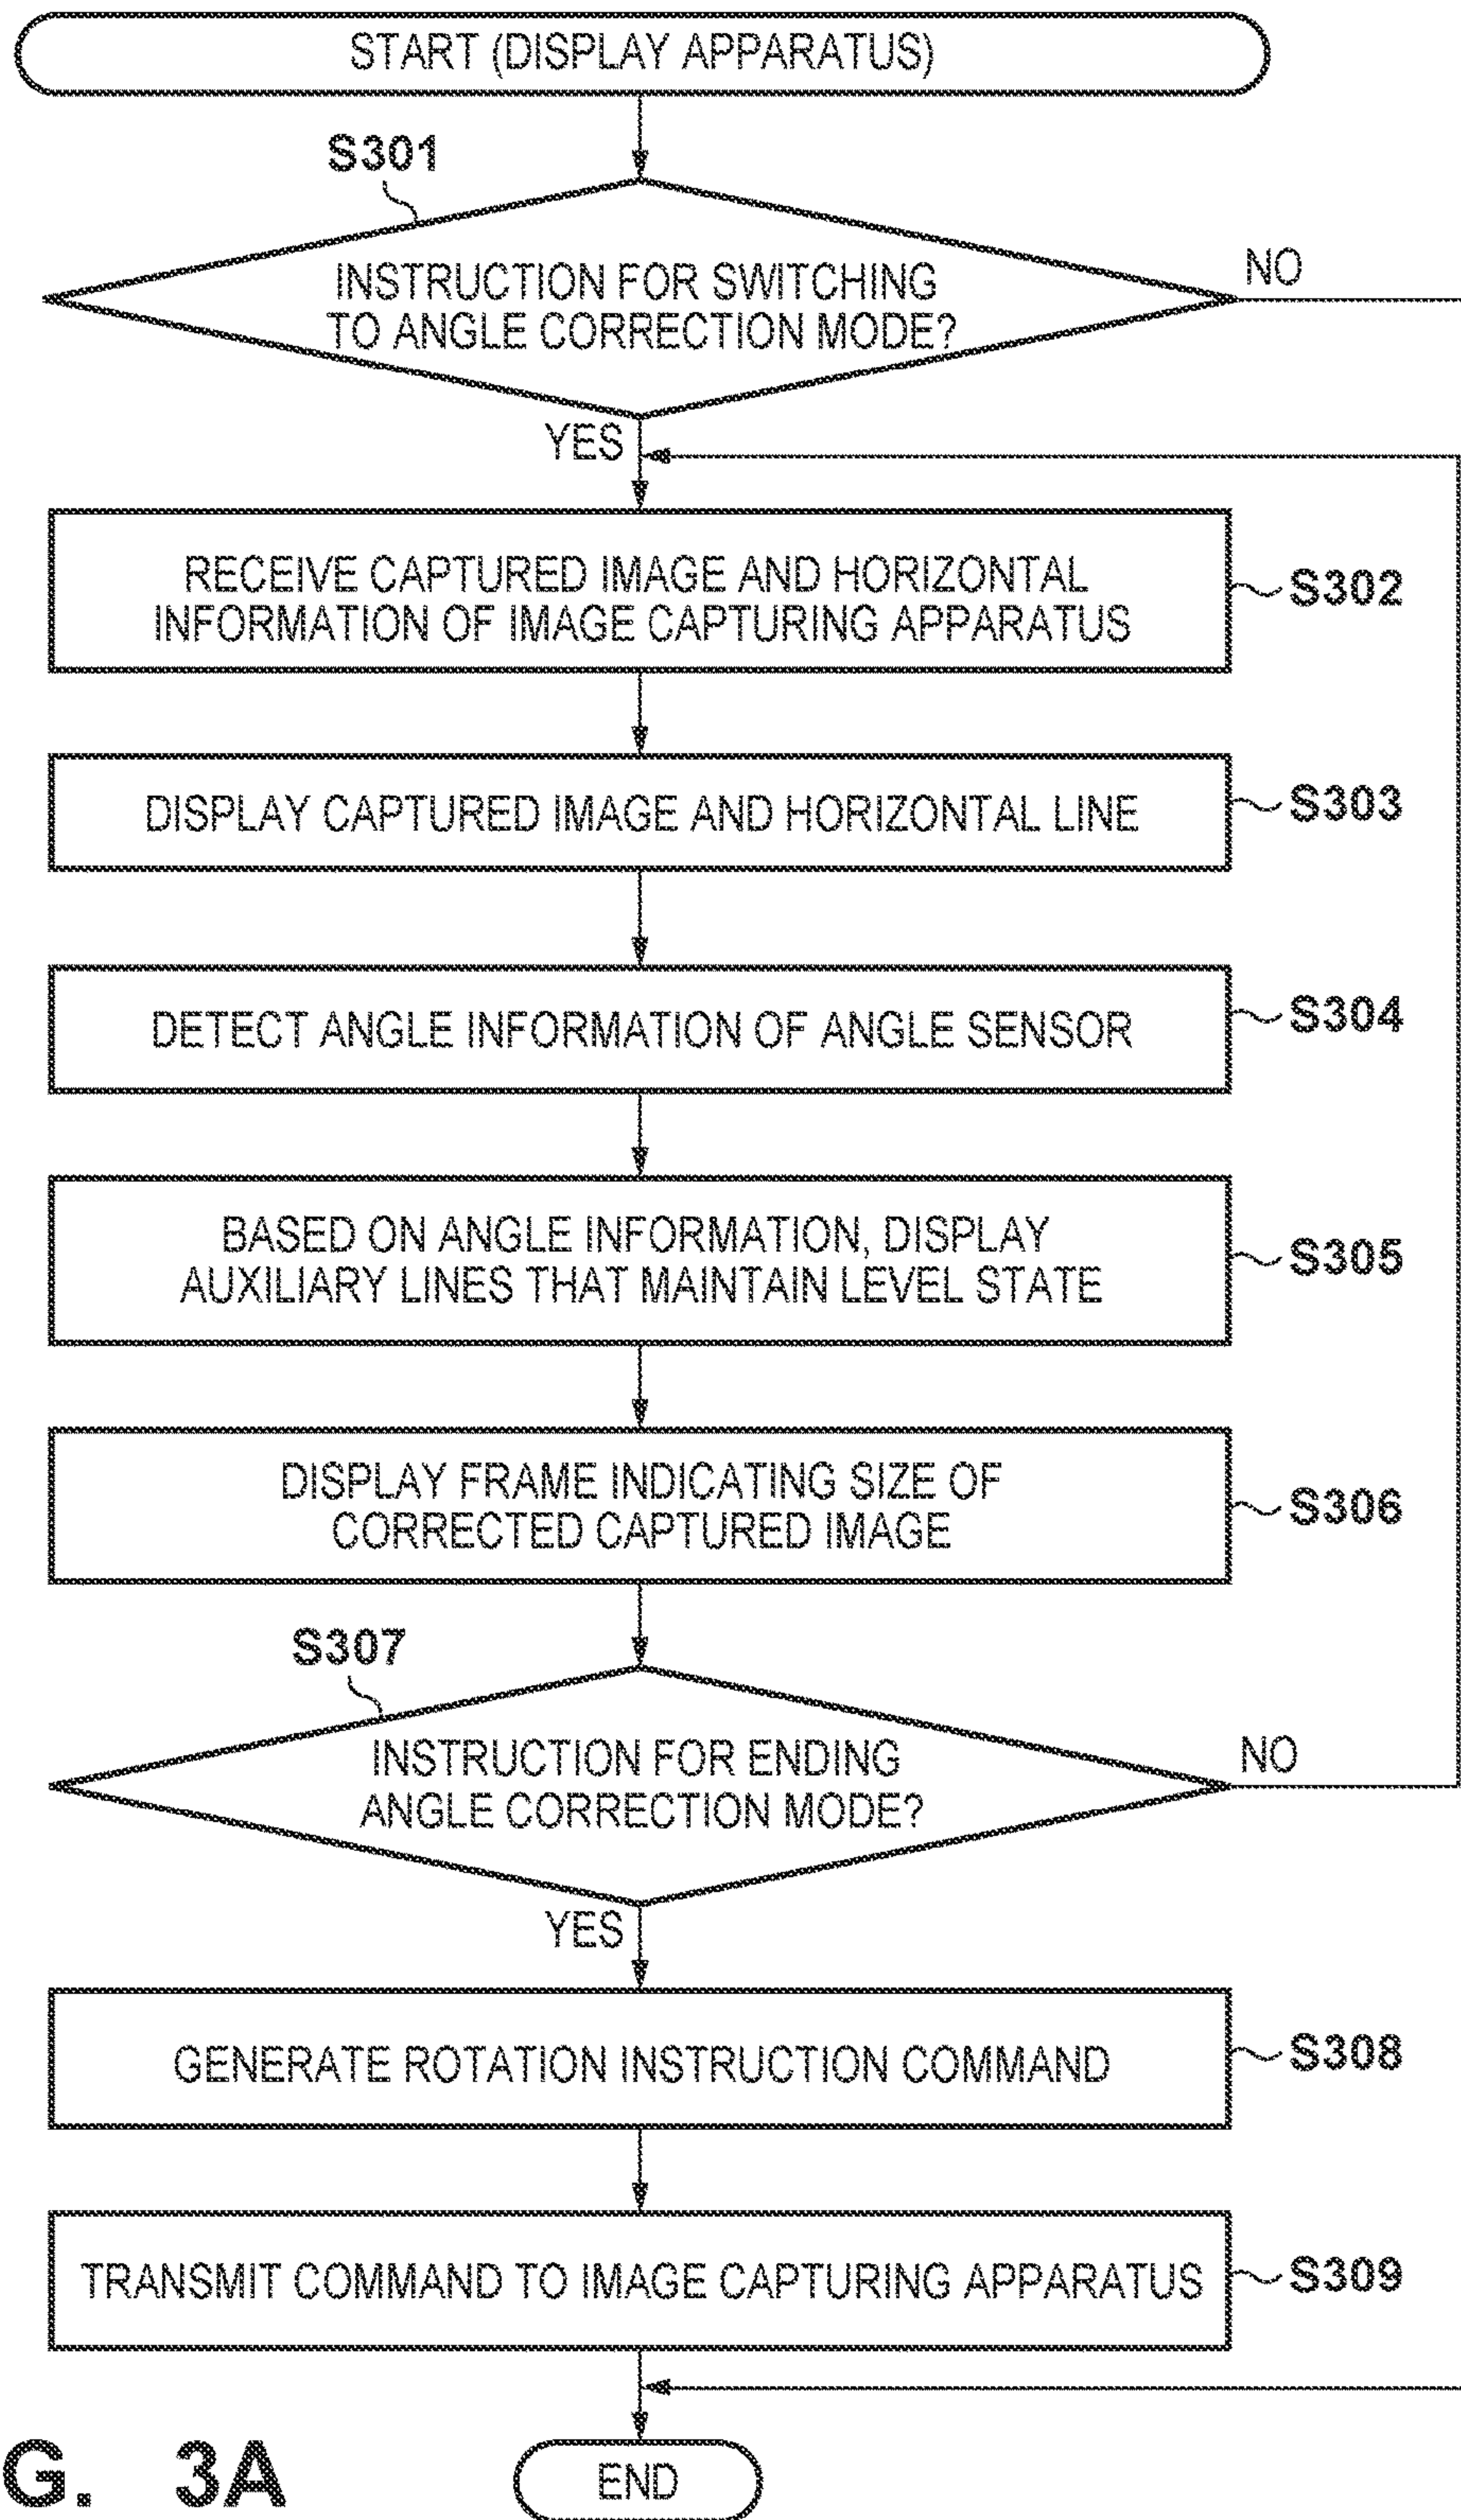 START (DISPLAY APPARATUS)
S301
INSTRUCTION FOR SWITCHING
TO ANGLE CORRECTION MODE?
NO
YES
RECEIVE CAPTURED IMAGE AND HORIZONTAL
INFORMATION OF IMAGE CAPTURING APPARATUS
S302
DISPLAY CAPTURED IMAGE AND HORIZONTAL LINE
S303
DETECT ANGLE INFORMATION OF ANGLE SENSOR
S304
BASED ON ANGLE INFORMATION, DISPLAY
AUXILIARY LINES THAT MAINTAIN LEVEL STATE
S305
DISPLAY FRAME INDICATING SIZE OF
CORRECTED CAPTURED IMAGE
S306
S307
INSTRUCTION FOR ENDING
ANGLE CORRECTION MODE?
NO
YES
GENERATE ROTATION INSTRUCTION COMMAND
S308
TRANSMIT COMMAND TO IMAGE CAPTURING APPARATUS
S309
END
G. 3A